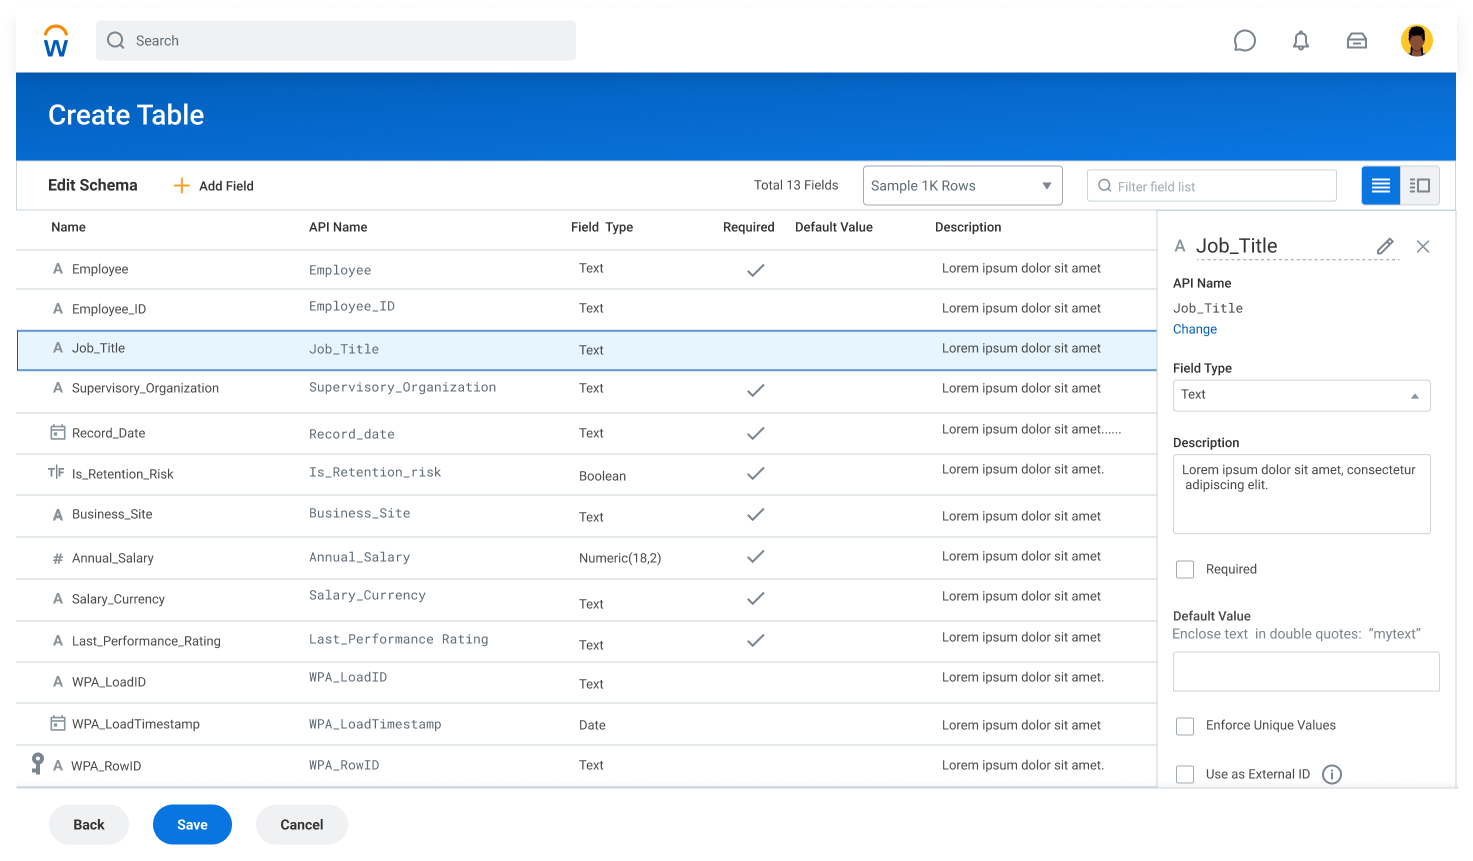 W
Search
Create Table
Edit Schema
Add Field
Total 13 Fields
Sample 1K Rows
Filter field list
Name API Name Field Type Required Default Value Description
A Employee Employee Text Lorem ipsum dolor sit amet
A Employee_ID Employee_ID Text Lorem ipsum dolor sit amet
A Job_Title Job_Title Text Lorem ipsum dolor sit amet
A Supervisory_Organization Supervisory_Organization Text Lorem ipsum dolor sit amet
Record_Date Record_date Text Lorem ipsum dolor sit amet......
T|F Is_Retention_Risk Is_Retention_risk Boolean Lorem ipsum dolor sit amet.
A Business_Site Business_Site Text Lorem ipsum dolor sit amet
# Annual_Salary Annual_Salary Numeric(18,2) Lorem ipsum dolor sit amet
A Salary_Currency Salary_Currency Text Lorem ipsum dolor sit amet
A Last_Performance_Rating Last_Performance Rating Text Lorem ipsum dolor sit amet
A WPA_LoadID WPA_LoadID Text Lorem ipsum dolor sit amet.
WPA_LoadTimestamp WPA_LoadTimestamp Date Lorem ipsum dolor sit amet
A WPA_RowID WPA_RowID Text Lorem ipsum dolor sit amet.
A Job_Title
API Name
Job_Title
Change
Field Type
Text
Description
Lorem ipsum dolor sit amet, consectetur
adipiscing elit.
Required
Default Value
Enclose text in double quotes: “mytext”
Enforce Unique Values
Use as External ID
Back
Save
Cancel